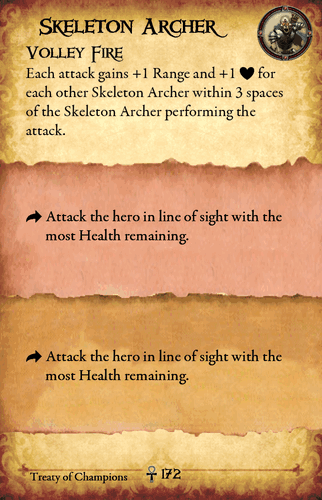 Skeleton Archer
Volley Fire
Each attack gains +1 Range and +1 ♥ for
each other Skeleton Archer within 3 spaces
of the Skeleton Archer performing the
attack.
Attack the hero in line of sight with the
most Health remaining.
Attack the hero in line of sight with the
most Health remaining.
Treaty of Champions
172